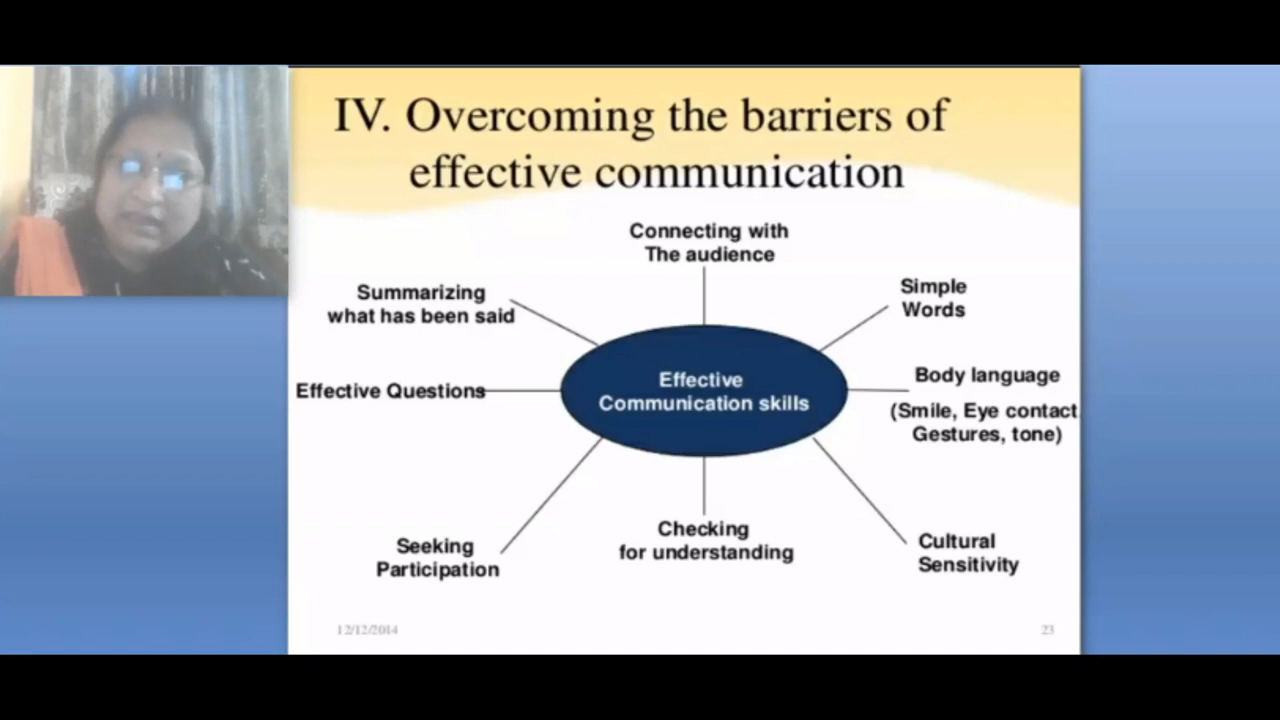 IV. Overcoming the barriers of
effective communication
Connecting with
The audience
Summarizing
what has been said
Simple
Words
Effective Questions
Effective
Communication skills
Body language
(Smile, Eye contact
Gestures, tone)
Seeking
Participation
Checking
for understanding
Cultural
Sensitivity
12/12/2014
23